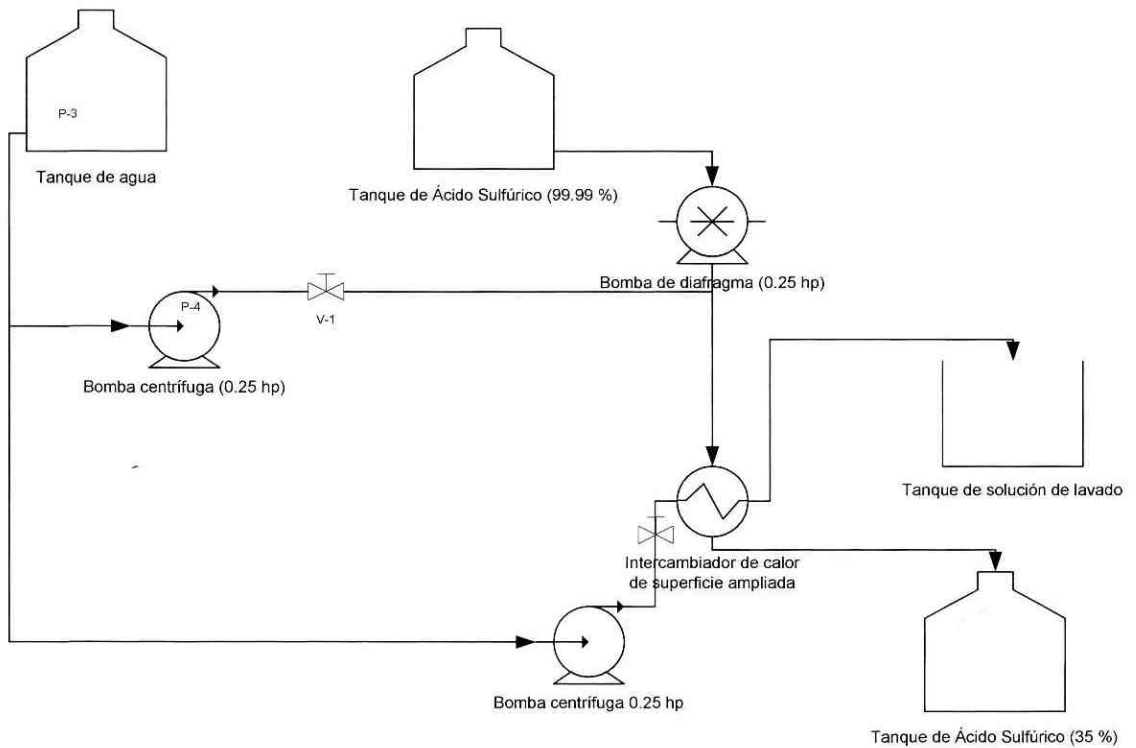 P-3
Tanque de agua
Tanque de Ácido Sulfúrico (99.99 %)
Bomba de diafragma (0.25 hp)
P-4
V-1
Bomba centrífuga (0.25 hp)
Tanque de solución de lavado
Intercambiador de calor
de superficie ampliada
Bomba centrífuga 0.25 hp
Tanque de Ácido Sulfúrico (35 %)